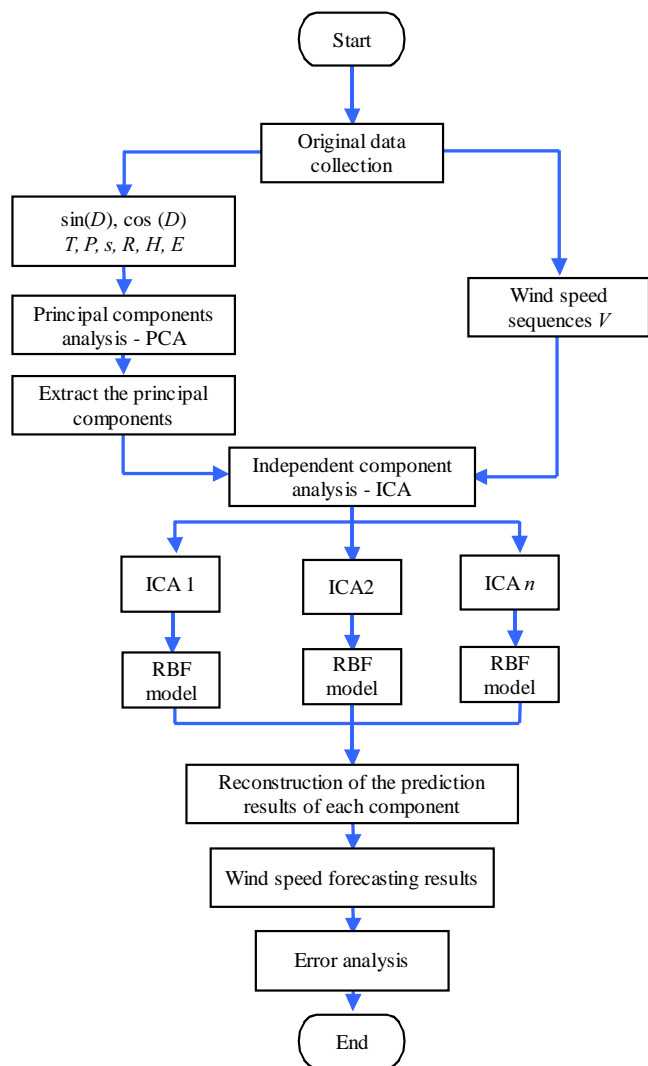 Start
Original data
collection
sin(D), cos (D)
T, P, s, R, H, E
Wind speed
sequences V
Principal components
analysis - PCA
Extract the principal
components
Independent component
analysis - ICA
ICA 1
ICA2
ICA n
RBF
model
RBF
model
RBF
model
Reconstruction of the prediction
results of each component
Wind speed forecasting results
Error analysis
End